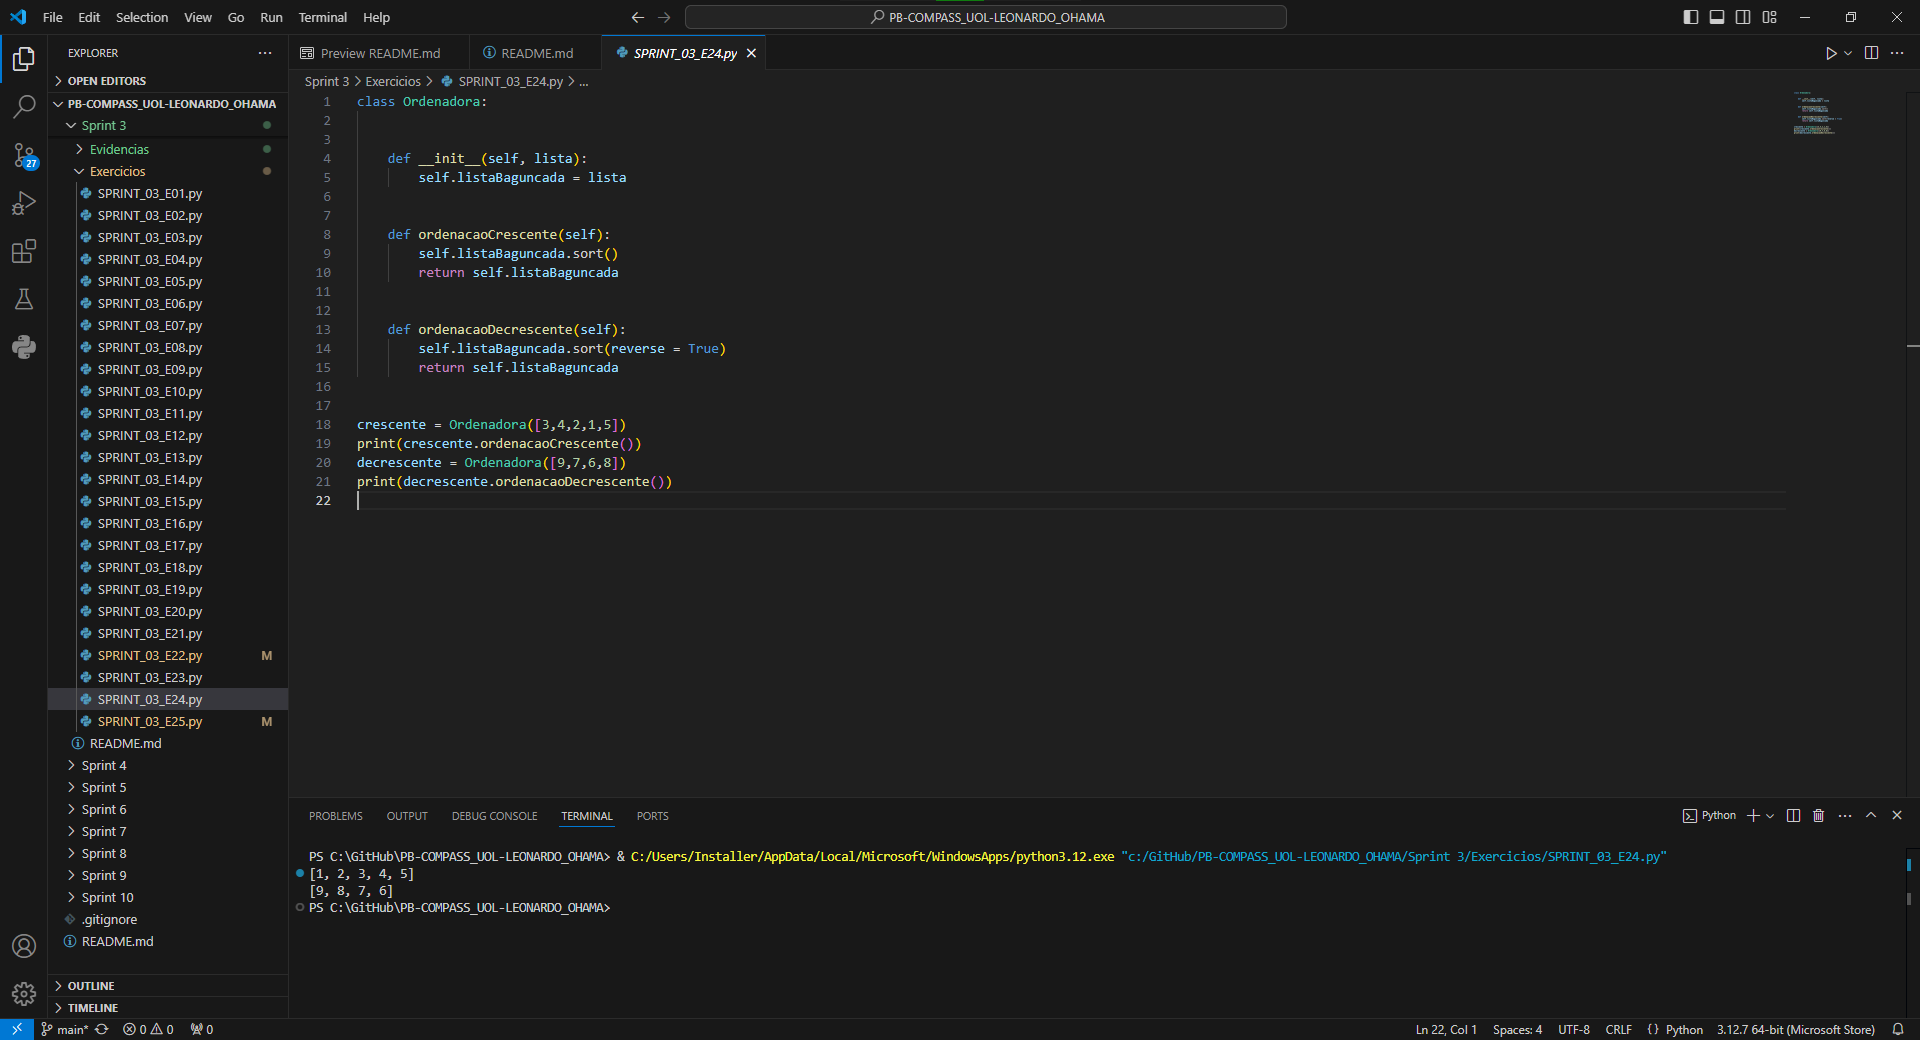 File Edit Selection View Go Run Terminal Help
PB-COMPASS_UOL-LEONARDO_OHAMA
EXPLORER
OPEN EDITORS
PB-COMPASS_UOL-LEONARDO_OHAMA
Sprint 3
Evidencias
Exercicios
SPRINT_03_E01.py
SPRINT_03_E02.py
SPRINT_03_E03.py
SPRINT_03_E04.py
SPRINT_03_E05.py
SPRINT_03_E06.py
SPRINT_03_E07.py
SPRINT_03_E08.py
SPRINT_03_E09.py
SPRINT_03_E10.py
SPRINT_03_E11.py
SPRINT_03_E12.py
SPRINT_03_E13.py
SPRINT_03_E14.py
SPRINT_03_E15.py
SPRINT_03_E16.py
SPRINT_03_E17.py
SPRINT_03_E18.py
SPRINT_03_E19.py
SPRINT_03_E20.py
SPRINT_03_E21.py
SPRINT_03_E22.py M
SPRINT_03_E23.py
SPRINT_03_E24.py
SPRINT_03_E25.py M
README.md
Sprint 4
Sprint 5
Sprint 6
Sprint 7
Sprint 8
Sprint 9
Sprint 10
.gitignore
README.md
OUTLINE
TIMELINE
27
Preview README.md README.md SPRINT_03_E24.py
Sprint 3 > Exercicios > SPRINT_03_E24.py > ...
1 class Ordenadora:
2
3
4 def __init__(self, lista):
5 self.listaBaguncada = lista
6
7
8 def ordenacaoCrescente(self):
9 self.listaBaguncada.sort()
10 return self.listaBaguncada
11
12
13 def ordenacaoDecrescente(self):
14 self.listaBaguncada.sort(reverse = True)
15 return self.listaBaguncada
16
17
18 crescente = Ordenadora([3,4,2,1,5])
19 print(crescente.ordenacaoCrescente())
20 decrescente = Ordenadora([9,7,6,8])
21 print(decrescente.ordenacaoDecrescente())
22
PROBLEMS OUTPUT DEBUG CONSOLE TERMINAL PORTS
Python
PS C:\GitHub\PB-COMPASS_UOL-LEONARDO_OHAMA> & C:/Users/Installer/AppData/Local/Microsoft/WindowsApps/python3.12.exe "c:/GitHub/PB-COMPASS_UOL-LEONARDO_OHAMA/Sprint 3/Exercicios/SPRINT_03_E24.py"
[1, 2, 3, 4, 5]
[9, 8, 7, 6]
PS C:\GitHub\PB-COMPASS_UOL-LEONARDO_OHAMA>
main* 0 0 0
Ln 22, Col 1 Spaces: 4 UTF-8 CRLF {} Python 3.12.7 64-bit (Microsoft Store)